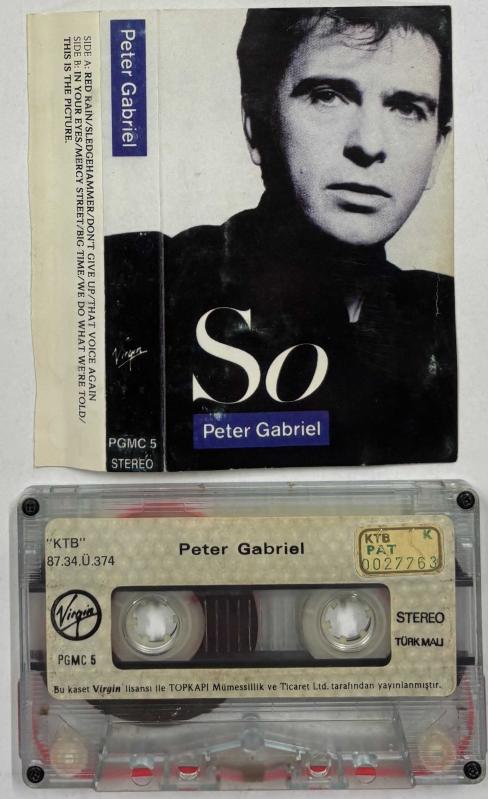 Peter Gabriel
SIDE A: RED RAIN/SLEDGEHAMMER/DON'T GIVE UP/THAT VOICE AGAIN
SIDE B: IN YOUR EYES/MERCY STREET/BIG TIME/WE DO WHAT WE'RE TOLD/
THIS IS THE PICTURE.
Virgin
PGMC 5
STEREO
So
Peter Gabriel
"KTB"
87.34.Ü.374
Peter Gabriel
KTB K
PAT
0027763
Virgin
PGMC 5
STEREO
TÜRK MALI
Bu kaset Virgin lisansı ile TOPKAPI Mümessillik ve Ticaret Ltd. tarafından yayınlanmıştır.